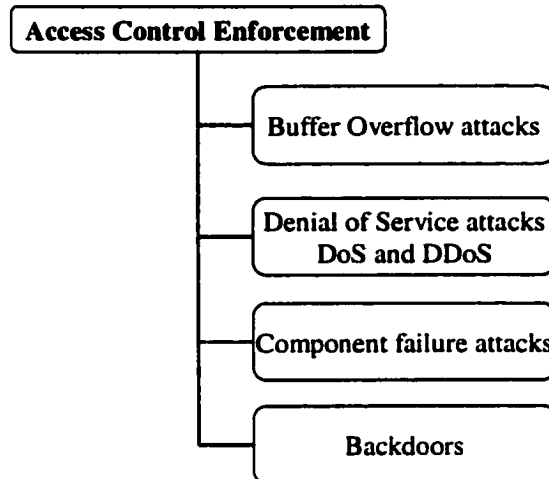 Access Control Enforcement
Buffer Overflow attacks
Denial of Service attacks
DoS and DDoS
Component failure attacks
Backdoors